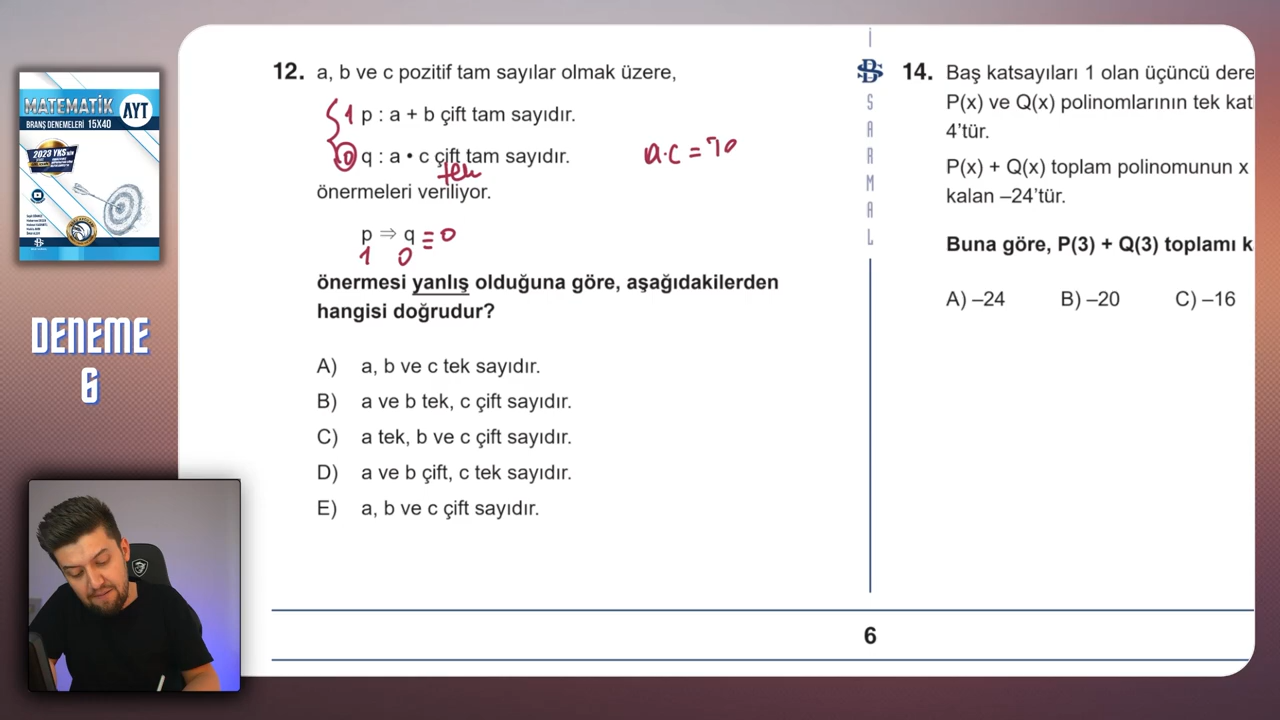 MATEMATİK
AYT
BRANŞ DENEMELERİ 15X40
2023 YKS'NİN
DENEME
6
12. a, b ve c pozitif tam sayılar olmak üzere,
1 p : a + b çift tam sayıdır.
0 q : a • c çift tam sayıdır.
tek
a.c = T
önermeleri veriliyor.
p ⇒ q ≡ 0
1 0
önermesi yanlış olduğuna göre, aşağıdakilerden
hangisi doğrudur?
A) a, b ve c tek sayıdır.
B) a ve b tek, c çift sayıdır.
C) a tek, b ve c çift sayıdır.
D) a ve b çift, c tek sayıdır.
E) a, b ve c çift sayıdır.
İ
S
A
R
M
A
L
14. Baş katsayıları 1 olan üçüncü dere
P(x) ve Q(x) polinomlarının tek kat
4'tür.
P(x) + Q(x) toplam polinomunun x
kalan –24'tür.
Buna göre, P(3) + Q(3) toplamı k
A) –24 B) –20 C) –16
6